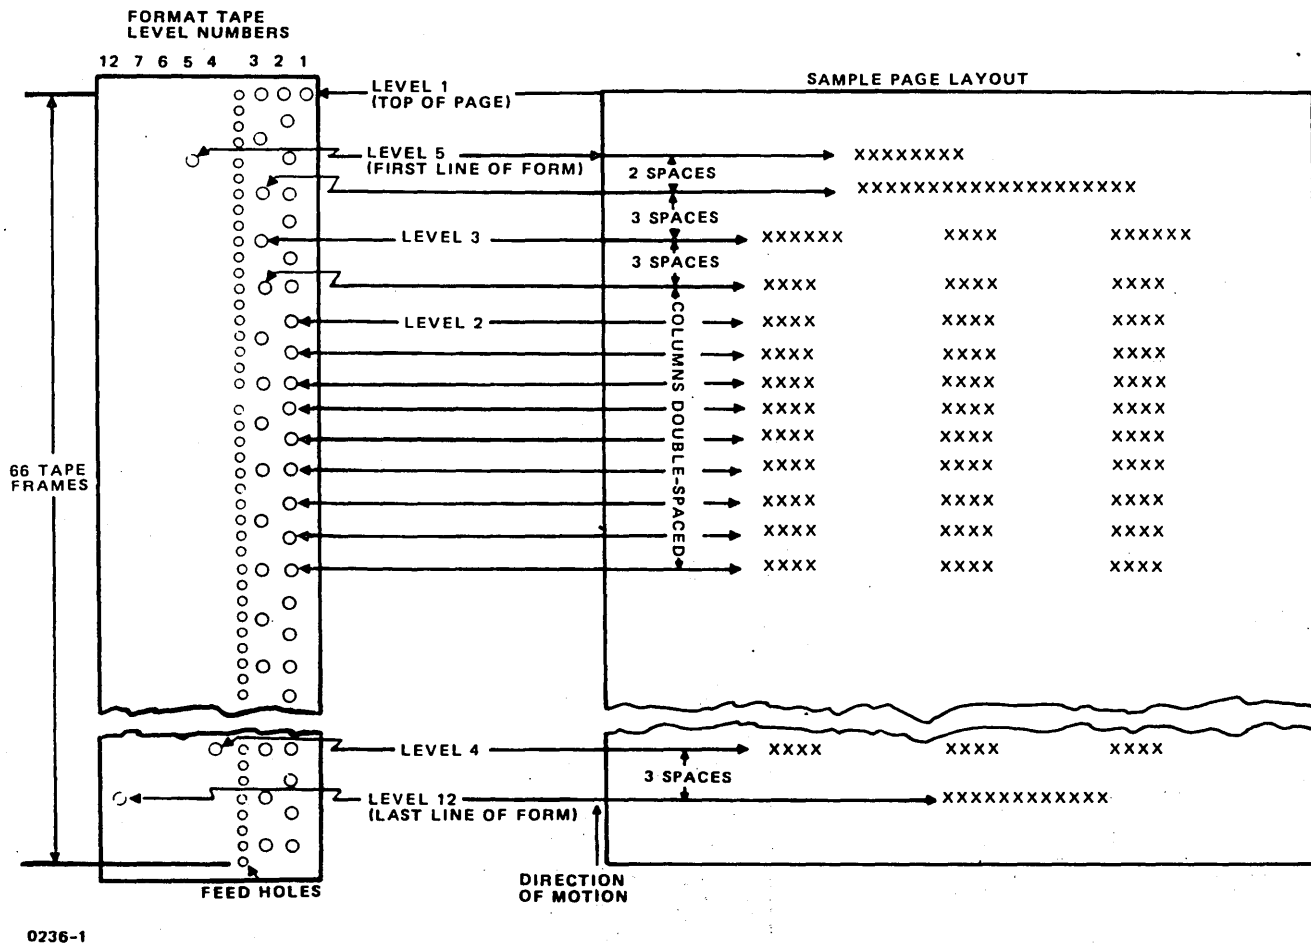 FORMAT TAPE
LEVEL NUMBERS
12 7 6 5 4 3 2 1
SAMPLE PAGE LAYOUT
LEVEL 1
(TOP OF PAGE)
LEVEL 5
(FIRST LINE OF FORM)
XXXXXXXX
2 SPACES
XXXXXXXXXXXXXXXXXXXX
3 SPACES
LEVEL 3
XXXXXX XXXX XXXXXX
3 SPACES
XXXX XXXX XXXX
LEVEL 2
XXXX XXXX XXXX
XXXX XXXX XXXX
XXXX XXXX XXXX
XXXX XXXX XXXX
XXXX XXXX XXXX
XXXX XXXX XXXX
XXXX XXXX XXXX
XXXX XXXX XXXX
XXXX XXXX XXXX
COLUMNS DOUBLE-SPACED
66 TAPE
FRAMES
LEVEL 4
XXXX XXXX XXXX
3 SPACES
LEVEL 12
(LAST LINE OF FORM)
XXXXXXXXXXXX
FEED HOLES
DIRECTION
OF MOTION
0236-1